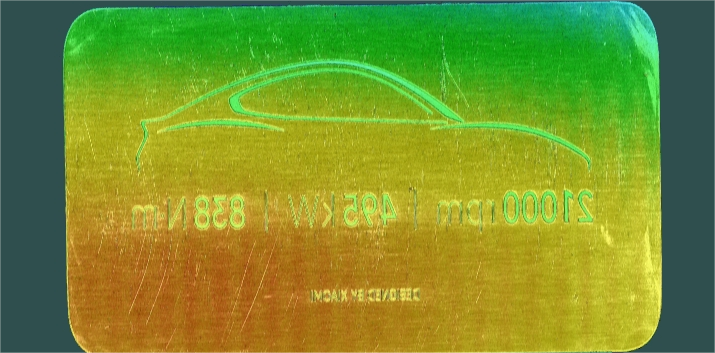 21000rpm | 495kW | 838N·m
DESIGNED BY XIAOMI